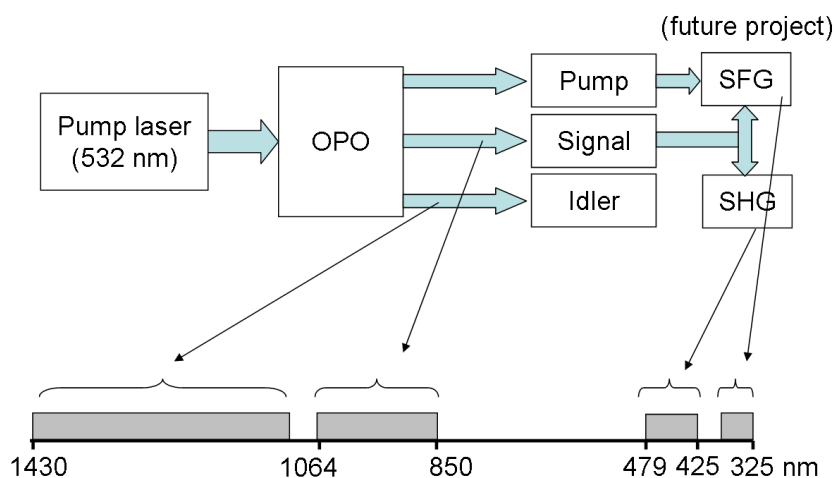 (future project)
Pump laser
(532 nm)
OPO
Pump
SFG
Signal
Idler
SHG
1430
1064
850
479
425
325 nm